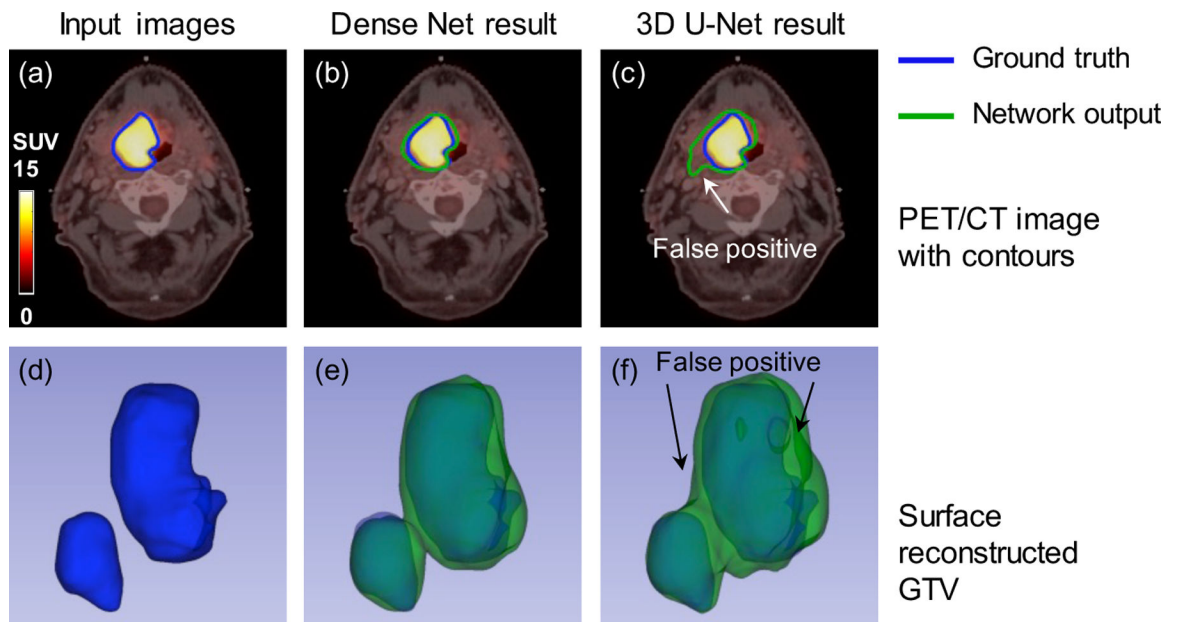 Input images
Dense Net result
3D U-Net result
(a)
(b)
(c)
SUV
15
0
False positive
Ground truth
Network output
PET/CT image
with contours
(d)
(e)
(f)
False positive
Surface
reconstructed
GTV